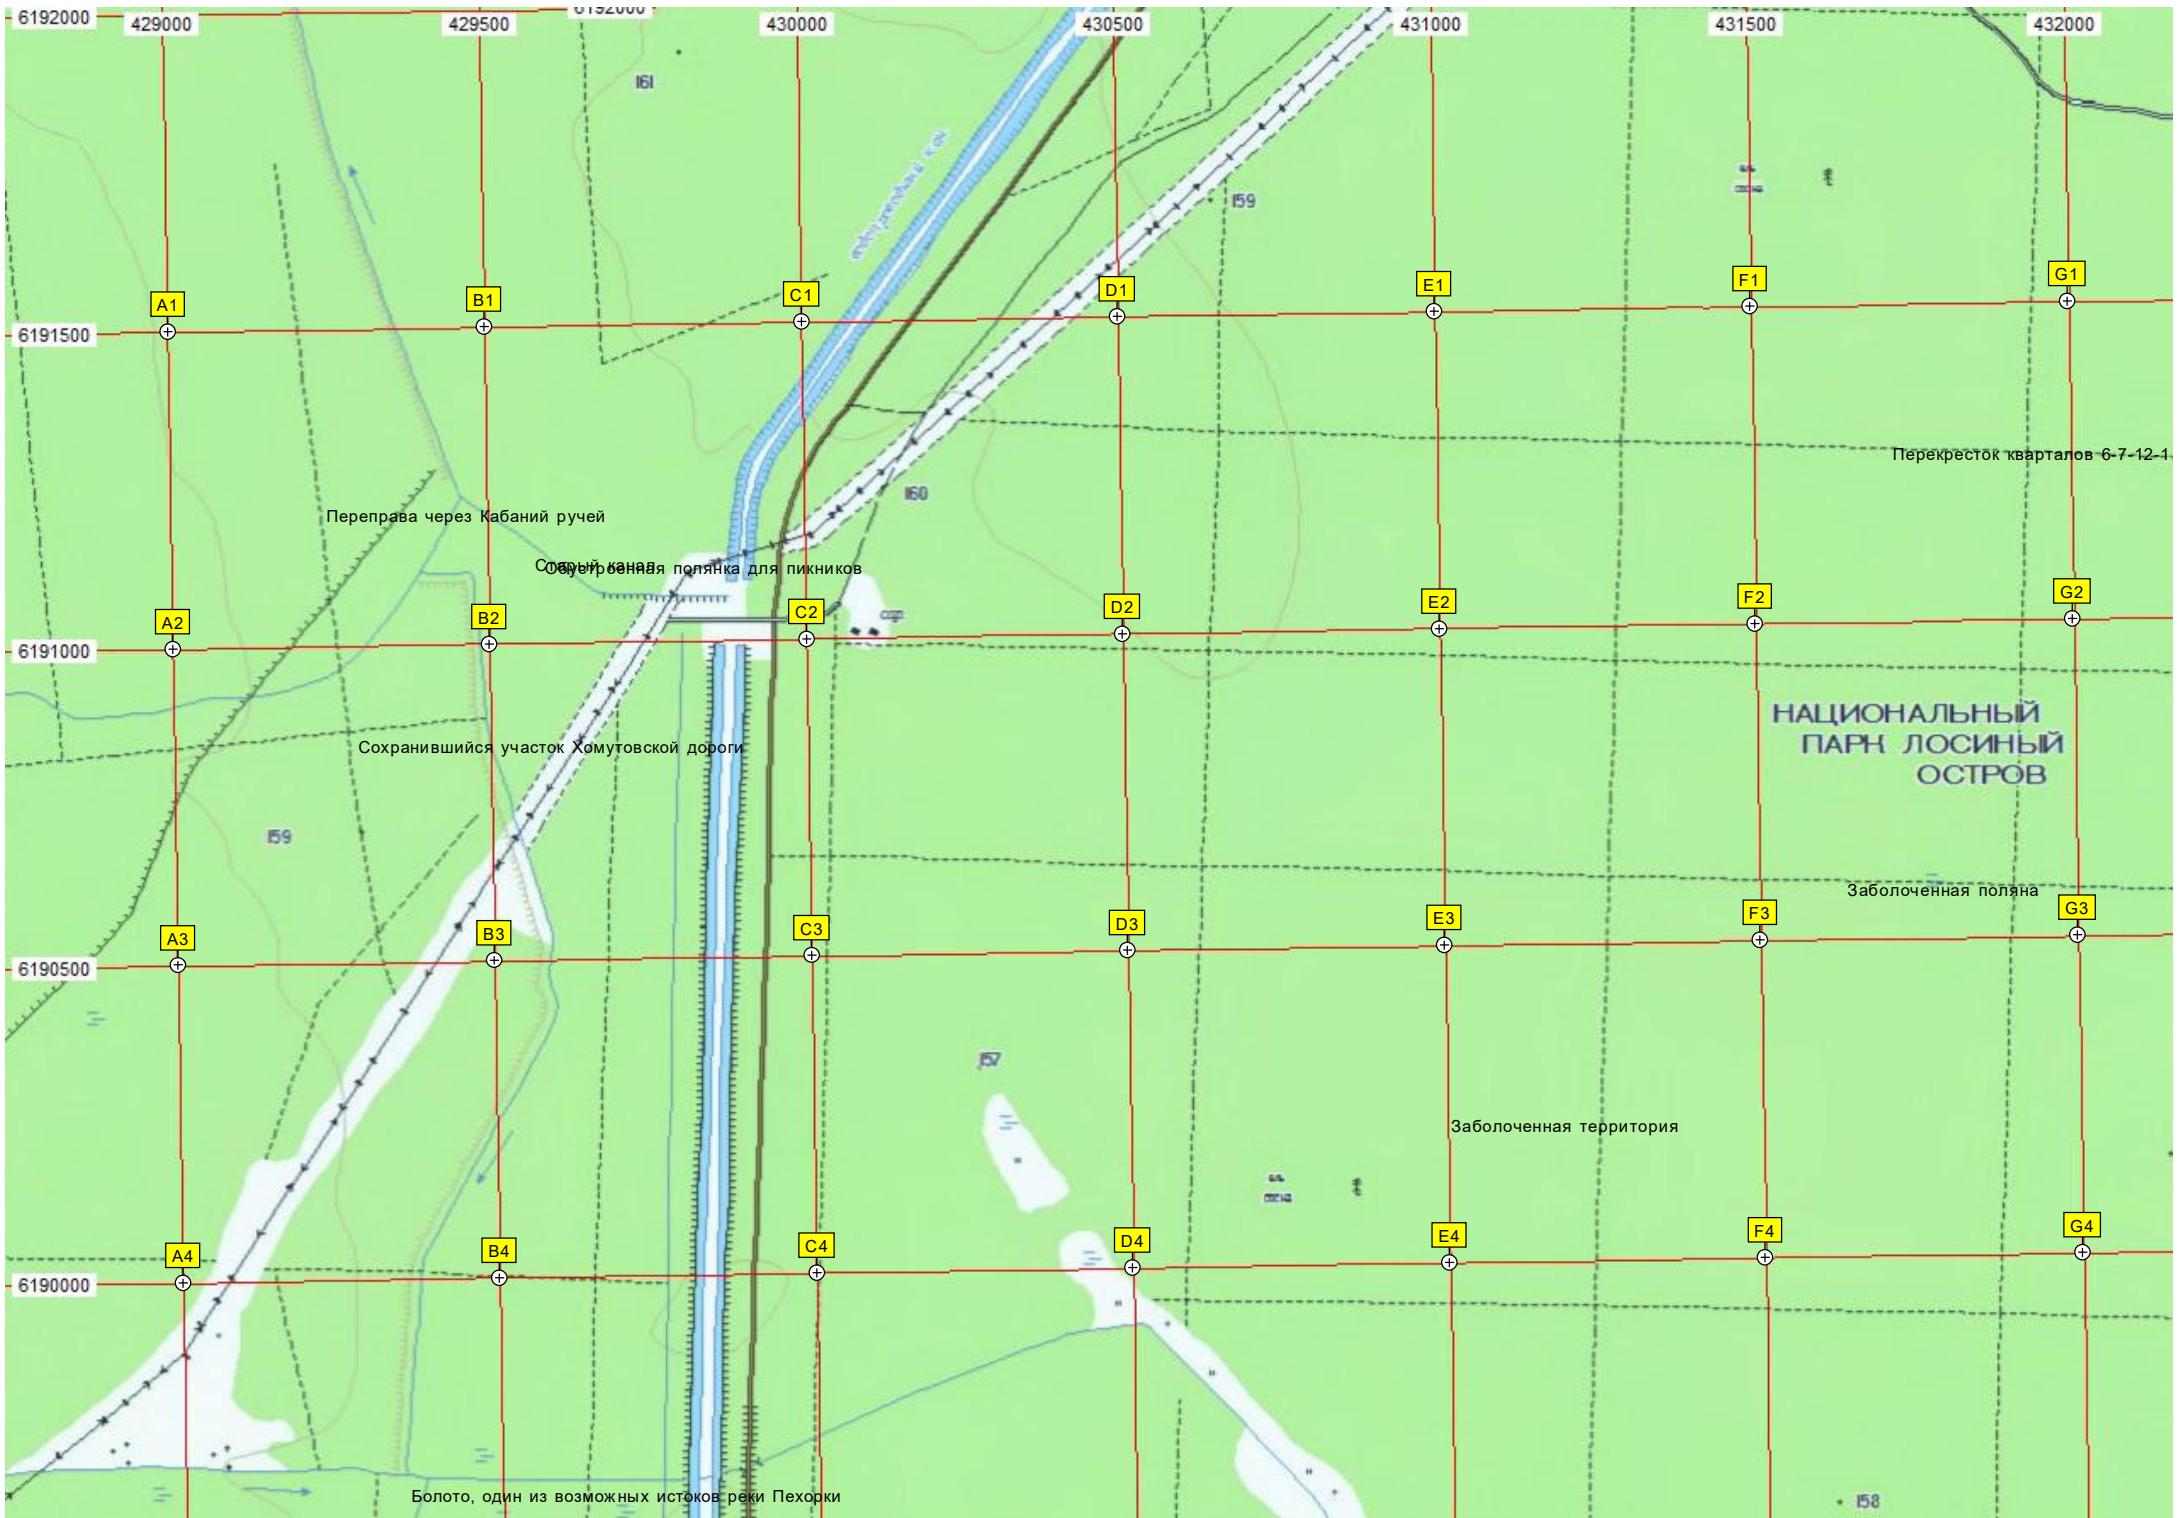 6192000
429000
429500
6192000
430000
430500
431000
431500
432000
161
159
A1
B1
C1
D1
E1
F1
G1
6191500
Перекресток кварталов 6-7-12-1
160
Переправа через Кабаний ручей
Старый канал
Обустроенная полянка для пикников
A2
B2
C2
D2
E2
F2
G2
6191000
НАЦИОНАЛЬНЫЙ
ПАРК ЛОСИНЫЙ
ОСТРОВ
Сохранившийся участок Хомутовской дороги
159
Заболоченная поляна
A3
B3
C3
D3
E3
F3
G3
6190500
157
Заболоченная территория
A4
B4
C4
D4
E4
F4
G4
6190000
Болото, один из возможных истоков реки Пехорки
158